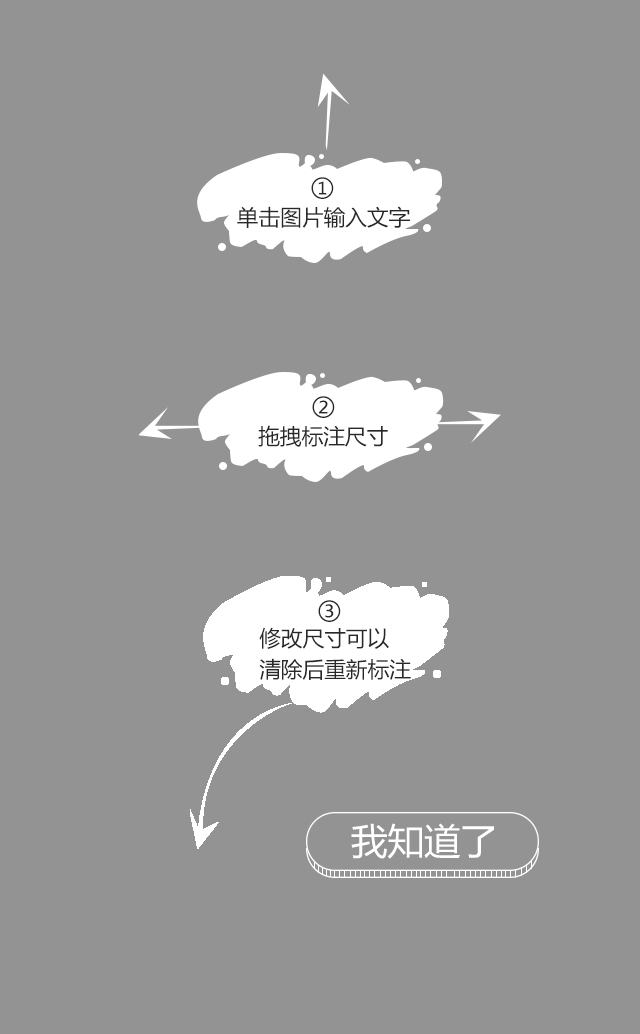 ①
单击图片输入文字
②
拖拽标注尺寸
③
修改尺寸可以
清除后重新标注
我知道了